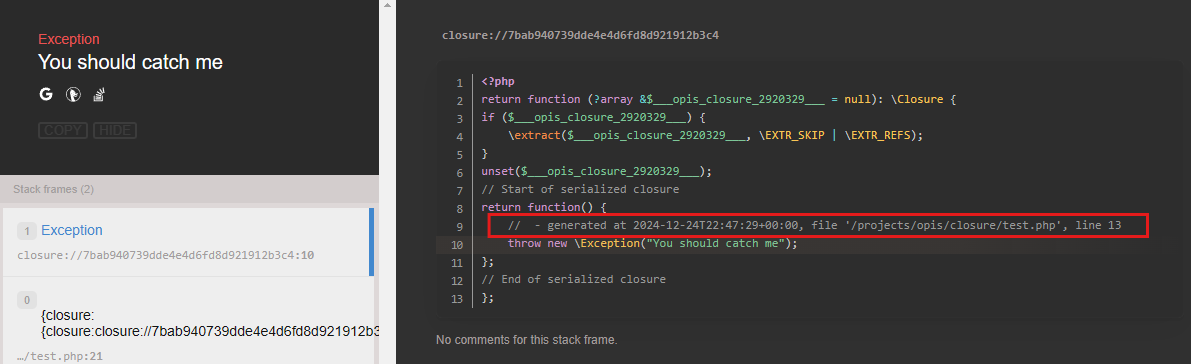 Exception
You should catch me
COPY HIDE
Stack frames (2)
1 Exception
closure://7bab940739dde4e4d6fd8d921912b3c4:10
0
{closure:
{closure:closure://7bab940739dde4e4d6fd8d921912b3
…/test.php:21
closure://7bab940739dde4e4d6fd8d921912b3c4
1 <?php
2 return function (?array &$___opis_closure_2920329___ = null): \Closure {
3 if ($___opis_closure_2920329___) {
4     \extract($___opis_closure_2920329___, \EXTR_SKIP | \EXTR_REFS);
5 }
6 unset($___opis_closure_2920329___);
7 // Start of serialized closure
8 return function() {
9     //  - generated at 2024-12-24T22:47:29+00:00, file '/projects/opis/closure/test.php', line 13
10     throw new \Exception("You should catch me");
11 };
12 // End of serialized closure
13 };
No comments for this stack frame.